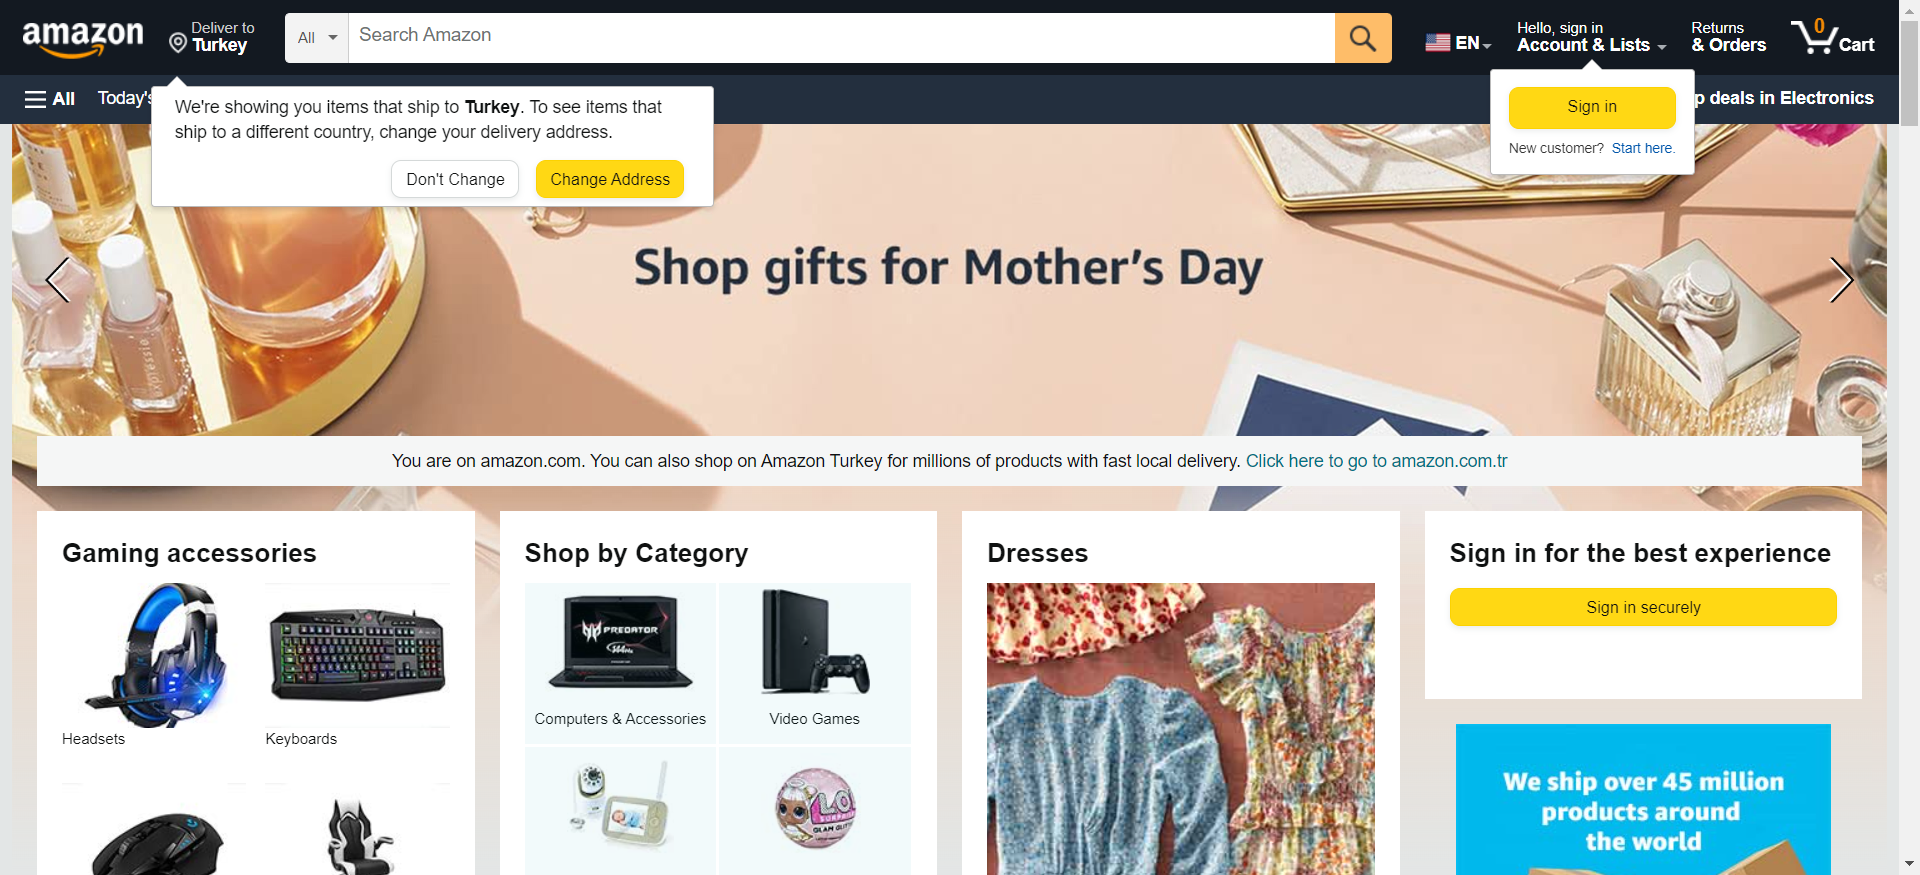 amazon
Deliver to
Turkey
All
Search Amazon
EN
Hello, sign in
Account & Lists
Returns
& Orders
0
Cart
All
Today's
p deals in Electronics
We're showing you items that ship to Turkey. To see items that
ship to a different country, change your delivery address.
Don't Change
Change Address
Sign in
New customer? Start here.
Shop gifts for Mother's Day
You are on amazon.com. You can also shop on Amazon Turkey for millions of products with fast local delivery. Click here to go to amazon.com.tr
Gaming accessories
Headsets
Keyboards
Shop by Category
PREDATOR
144Hz
Computers & Accessories
Video Games
L.O.L.
SURPRISE
GLAM GLITTER
Dresses
Sign in for the best experience
Sign in securely
We ship over 45 million
products around
the world